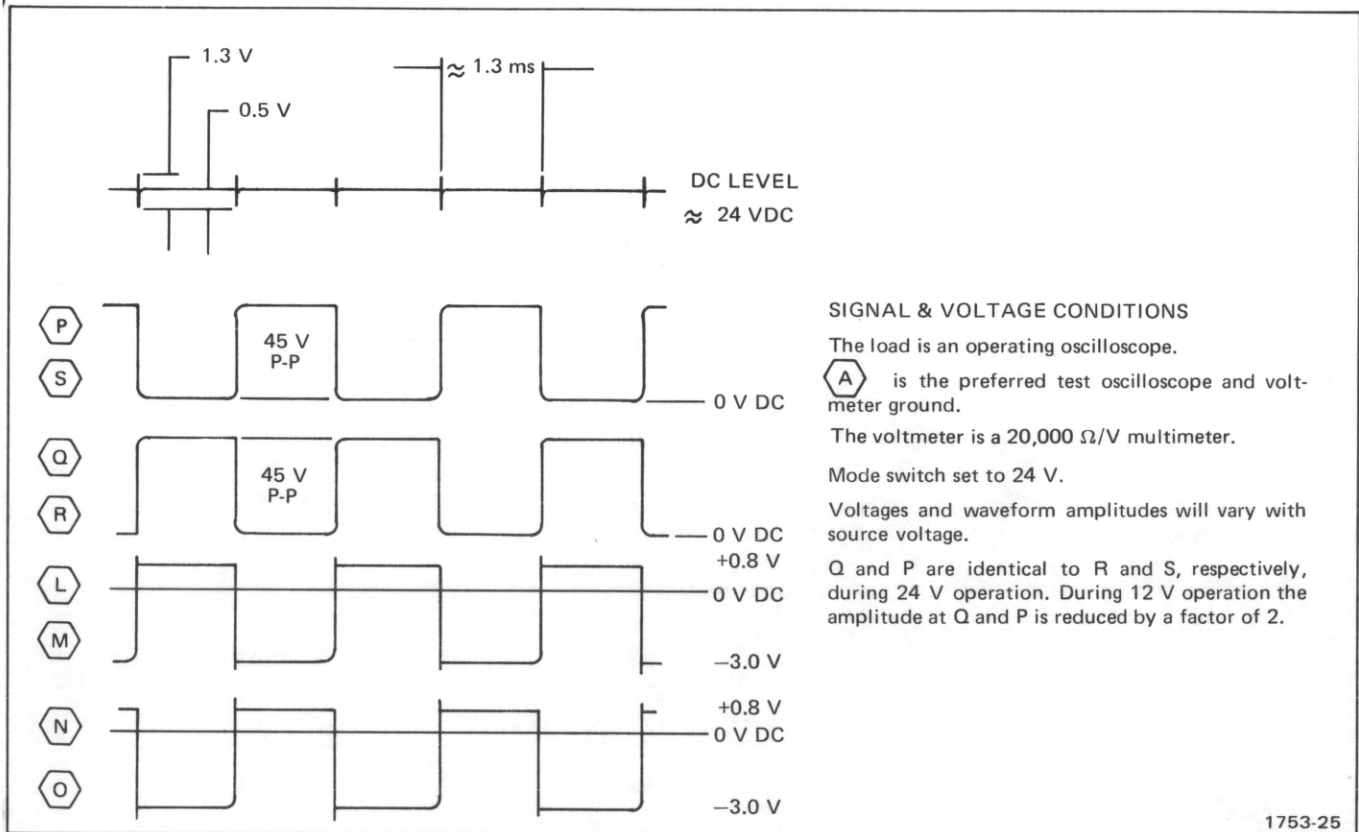 1.3 V
≈ 1.3 ms
0.5 V
DC LEVEL
≈ 24 VDC
P
45 V
P-P
S
0 V DC
Q
45 V
P-P
R
0 V DC
+0.8 V
L
0 V DC
M
−3.0 V
+0.8 V
N
0 V DC
O
−3.0 V
SIGNAL & VOLTAGE CONDITIONS
The load is an operating oscilloscope.
A is the preferred test oscilloscope and volt-
meter ground.
The voltmeter is a 20,000 Ω/V multimeter.
Mode switch set to 24 V.
Voltages and waveform amplitudes will vary with
source voltage.
Q and P are identical to R and S, respectively,
during 24 V operation. During 12 V operation the
amplitude at Q and P is reduced by a factor of 2.
1753-25